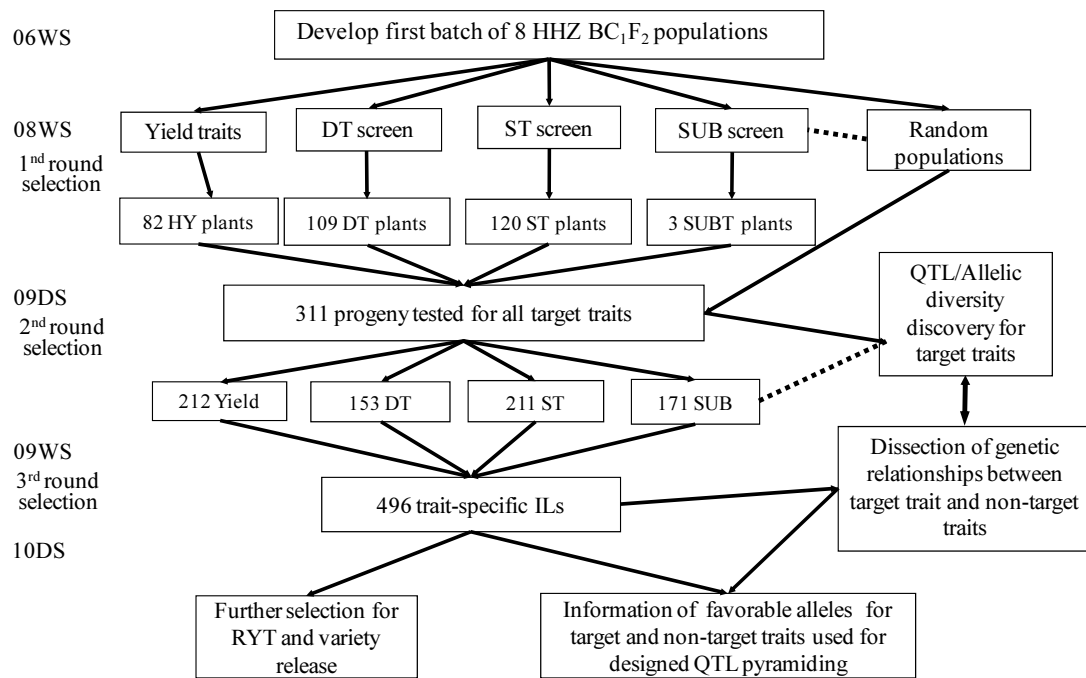 06WS
Develop first batch of 8 HHZ BC1F2 populations
08WS
1nd round
selection
Yield traits
DT screen
ST screen
SUB screen
Random
populations
82 HY plants
109 DT plants
120 ST plants
3 SUBT plants
09DS
2nd round
selection
311 progeny tested for all target traits
QTL/Allelic
diversity
discovery for
target traits
212 Yield
153 DT
211 ST
171 SUB
09WS
3rd round
selection
496 trait-specific ILs
Dissection of genetic
relationships between
target trait and non-target
traits
10DS
Further selection for
RYT and variety
release
Information of favorable alleles for
target and non-target traits used for
designed QTL pyramiding